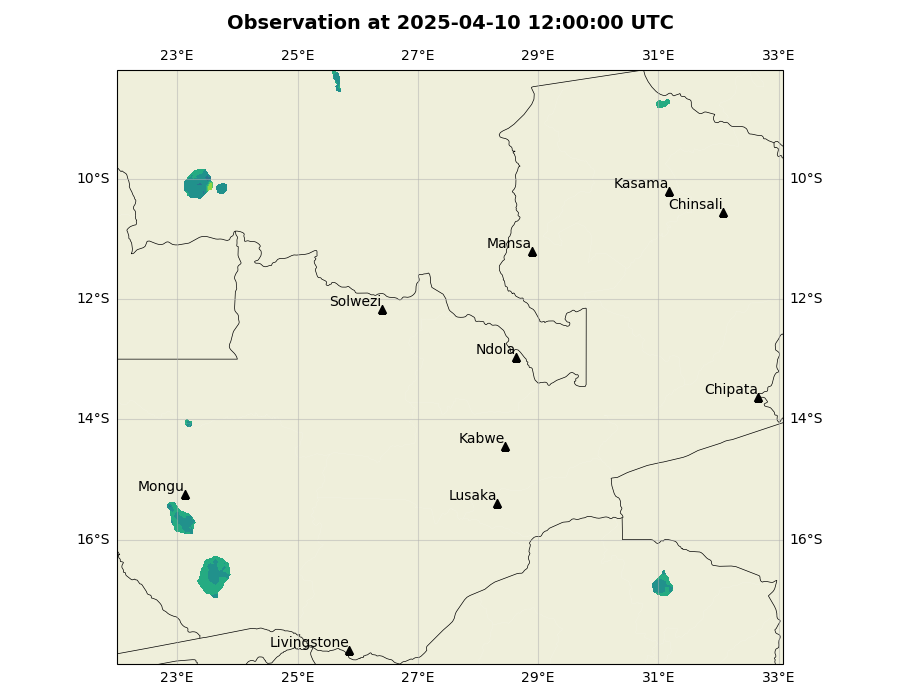 Observation at 2025-04-10 12:00:00 UTC
23°E 25°E 27°E 29°E 31°E 33°E
10°S 10°S
Kasama
Chinsali
Mansa
12°S 12°S
Solwezi
Ndola
Chipata
14°S 14°S
Kabwe
Mongu
Lusaka
16°S 16°S
Livingstone
23°E 25°E 27°E 29°E 31°E 33°E